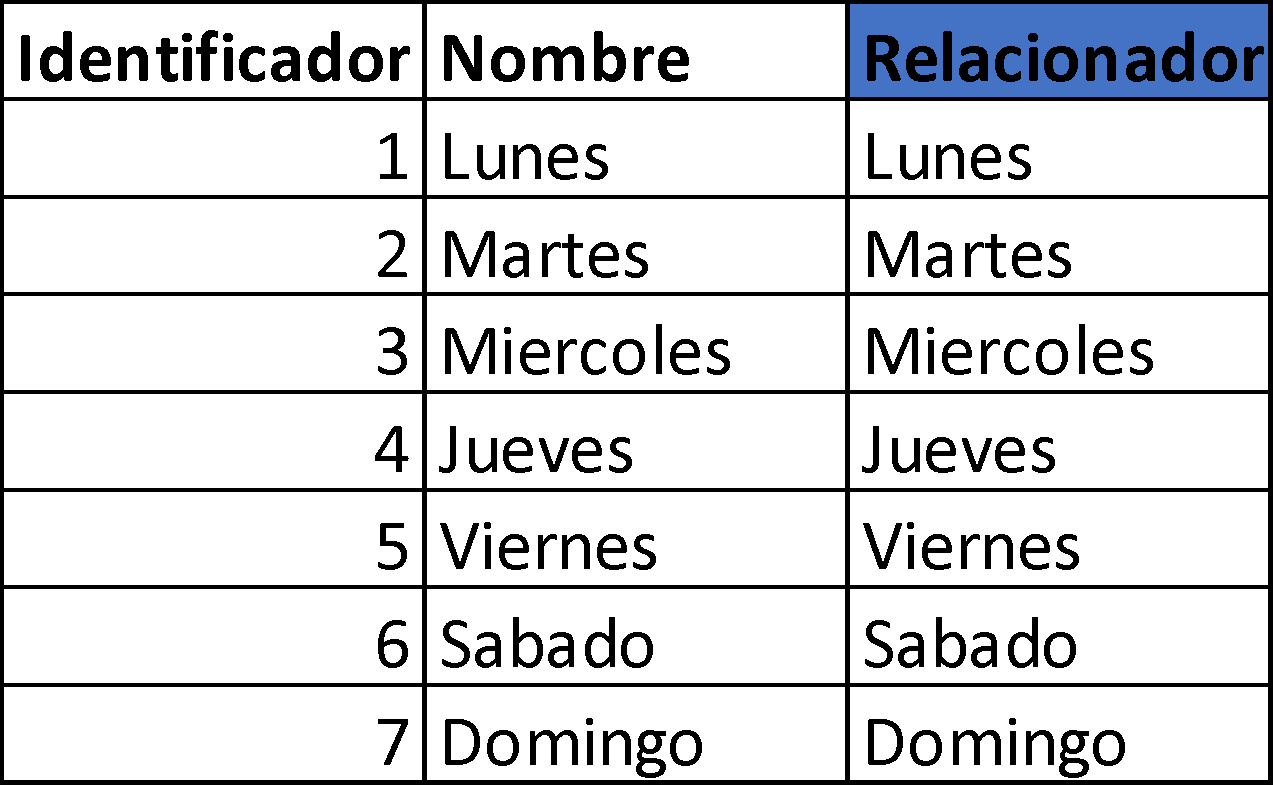 Identificador Nombre Relacionador
1 Lunes Lunes
2 Martes Martes
3 Miercoles Miercoles
4 Jueves Jueves
5 Viernes Viernes
6 Sabado Sabado
7 Domingo Domingo